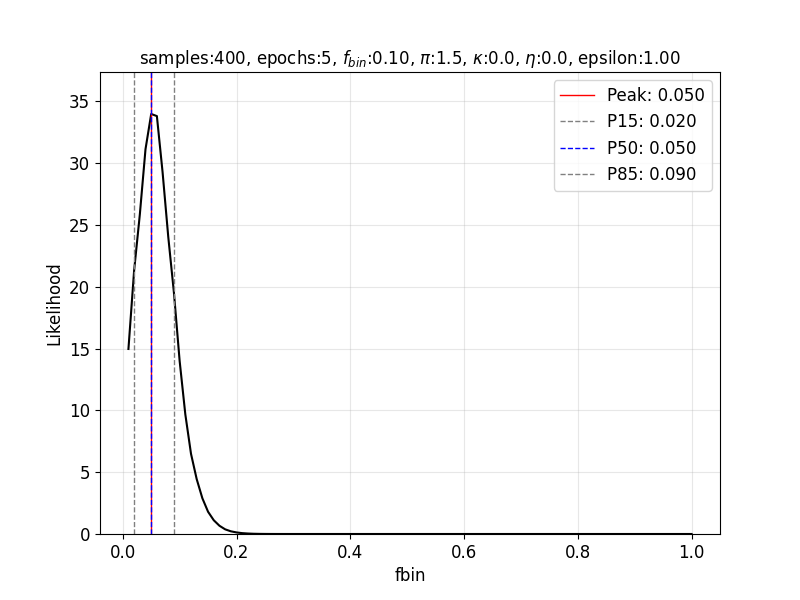 samples:400, epochs:5, f_bin:0.10, π:1.5, κ:0.0, η:0.0, epsilon:1.00
Peak: 0.050
P15: 0.020
P50: 0.050
P85: 0.090
Likelihood
35
30
25
20
15
10
5
0
0.0 0.2 0.4 0.6 0.8 1.0
fbin